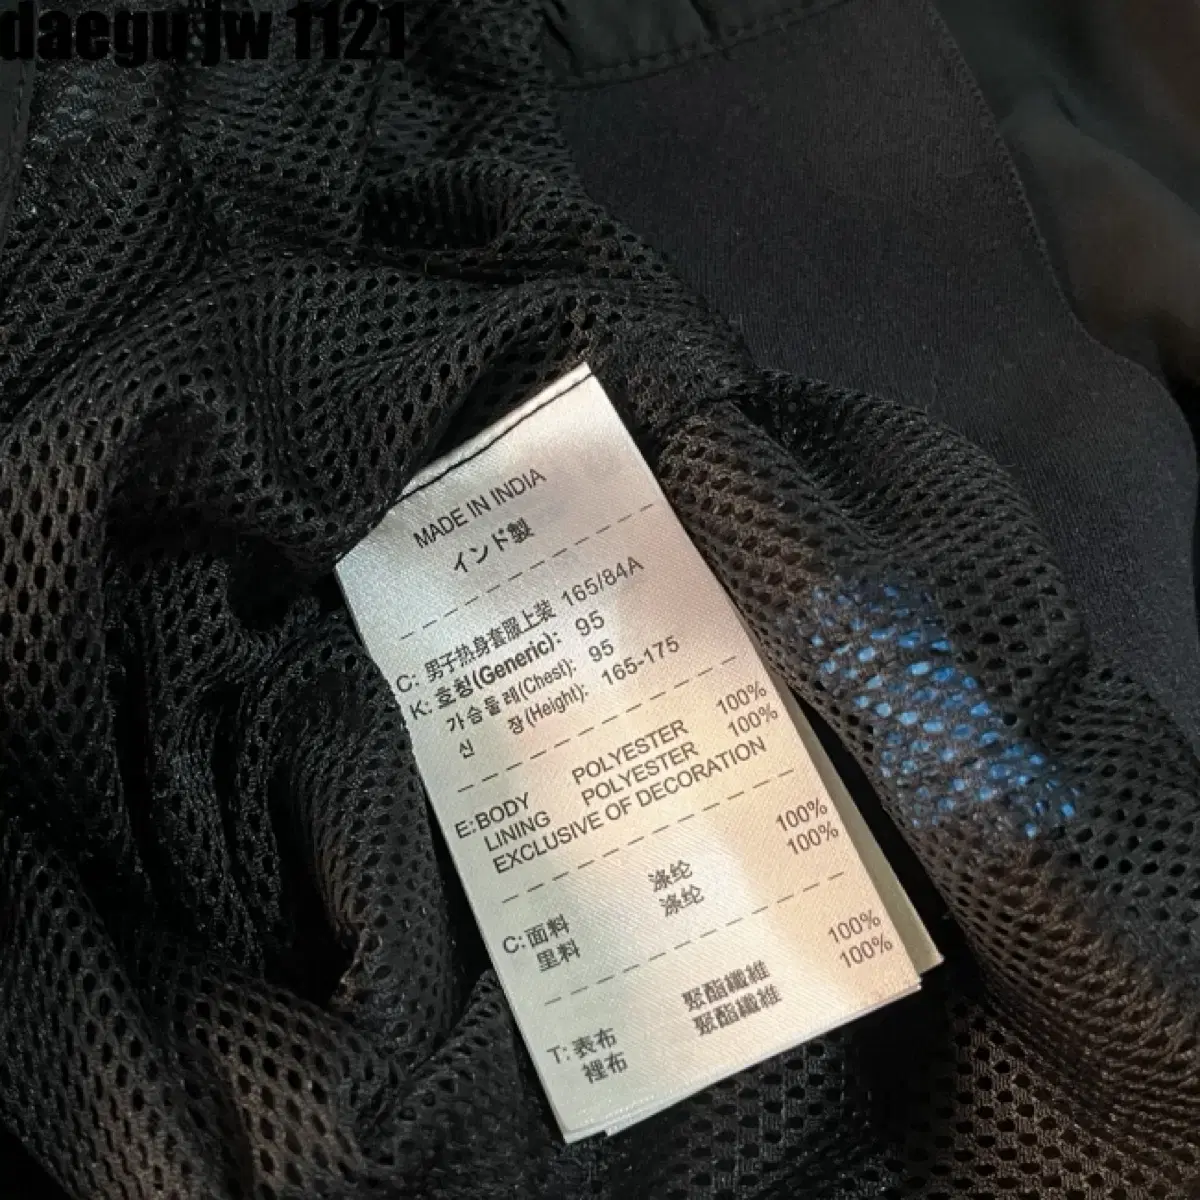 daegu jw 1121
MADE IN INDIA
インド製
C: 男子热身套服上装 165/84A
K: 호칭(Generic): 95
가슴둘레(Chest): 95
신 장(Height): 165-175
E:BODY POLYESTER 100%
LINING POLYESTER 100%
EXCLUSIVE OF DECORATION
C:面料 涤纶 100%
里料 涤纶 100%
T: 表布 聚酯纖維 100%
裡布 聚酯纖維 100%